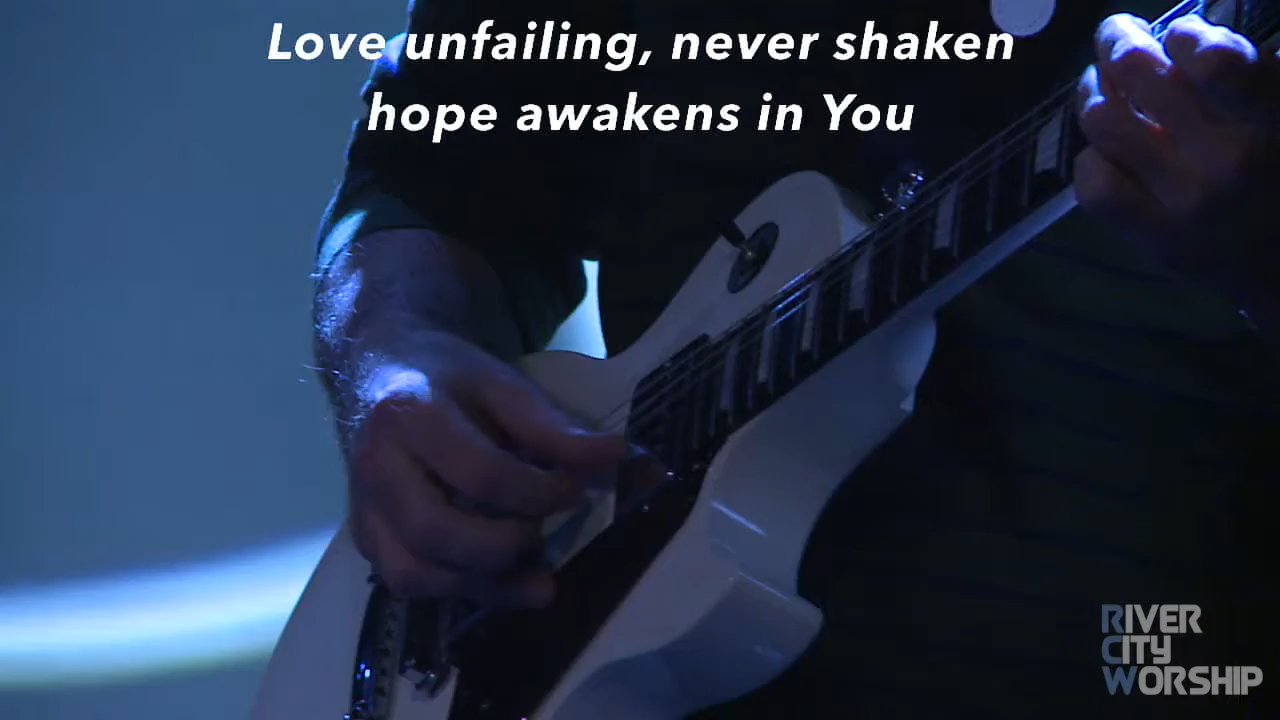 Love unfailing, never shaken
hope awakens in You
RIVER
CITY
WORSHIP